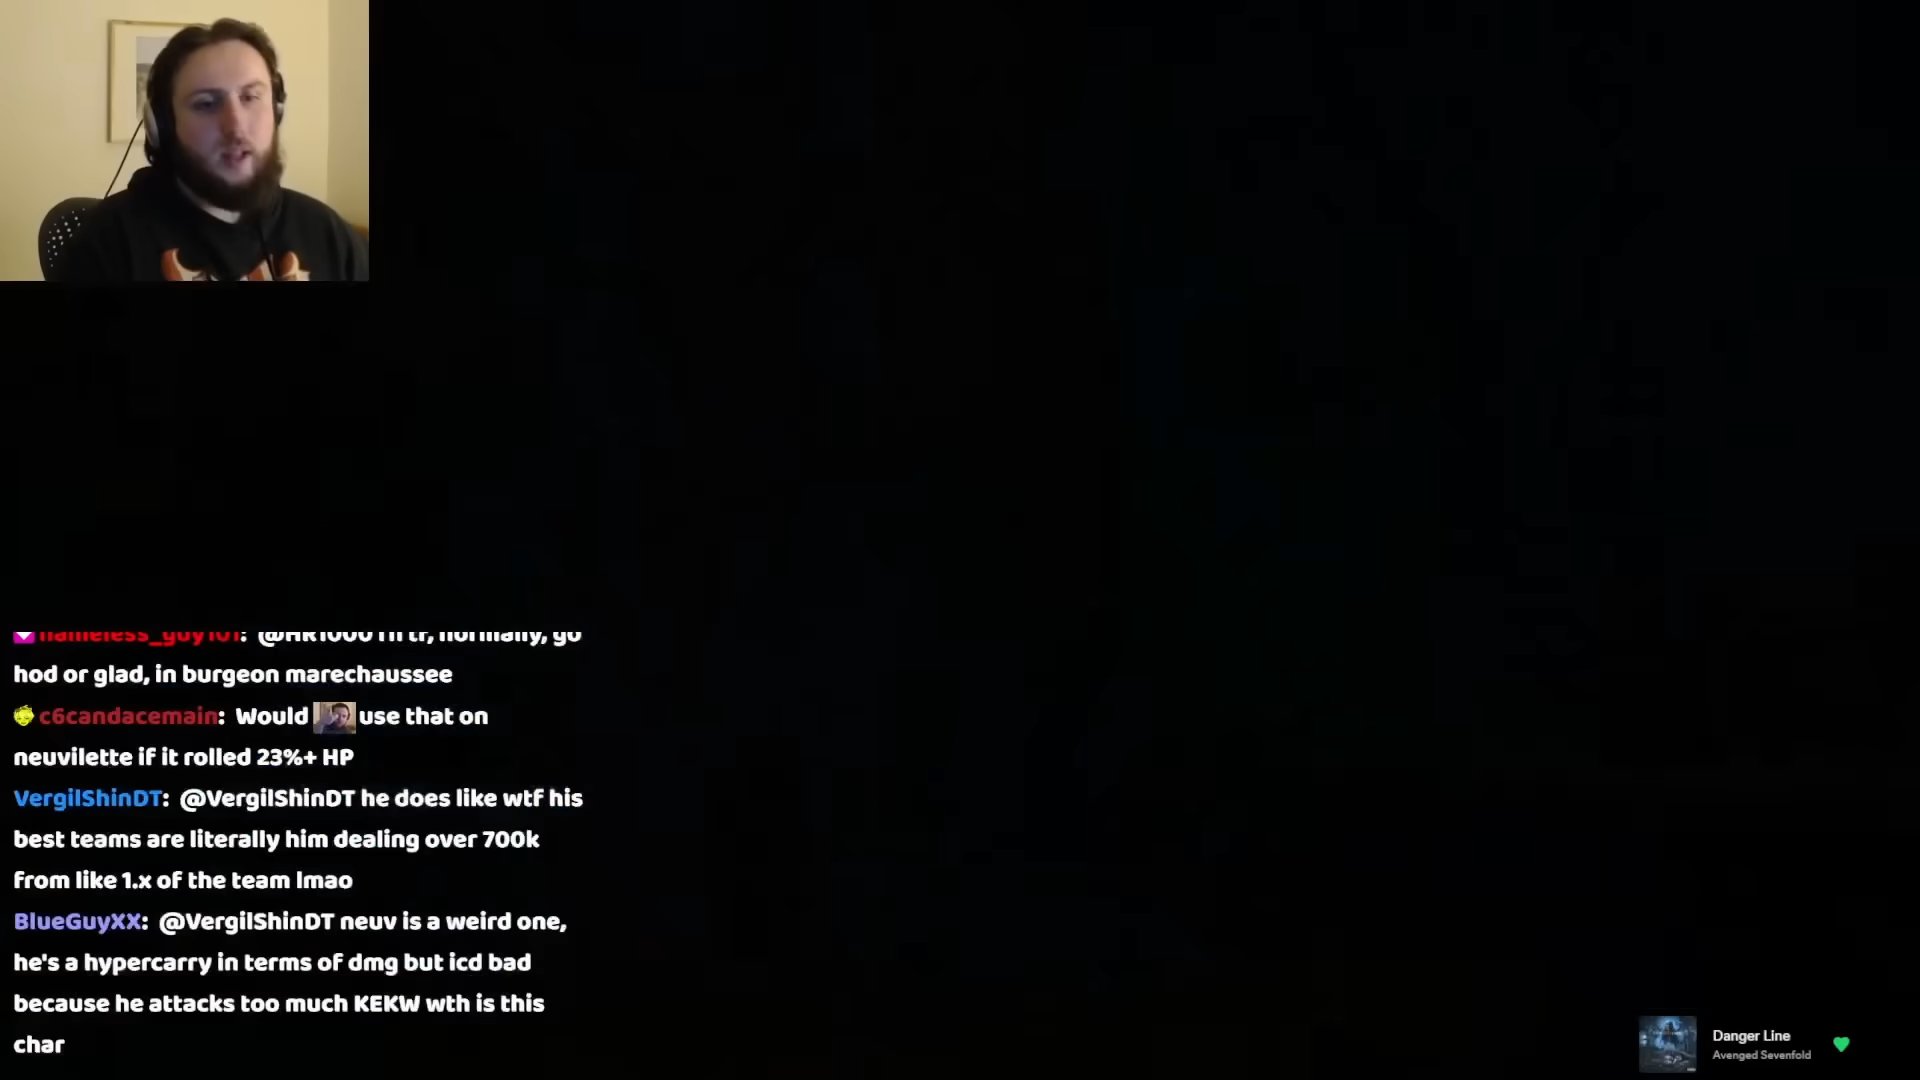 nameless_guy101: normally, go
hod or glad, in burgeon marechaussee
c6candacemain: Would use that on
neuvilette if it rolled 23%+ HP
VergilShinDT: @VergilShinDT he does like wtf his
best teams are literally him dealing over 700k
from like 1.x of the team lmao
BlueGuyXX: @VergilShinDT neuv is a weird one,
he's a hypercarry in terms of dmg but icd bad
because he attacks too much KEKW wth is this
char
Danger Line
Avenged Sevenfold